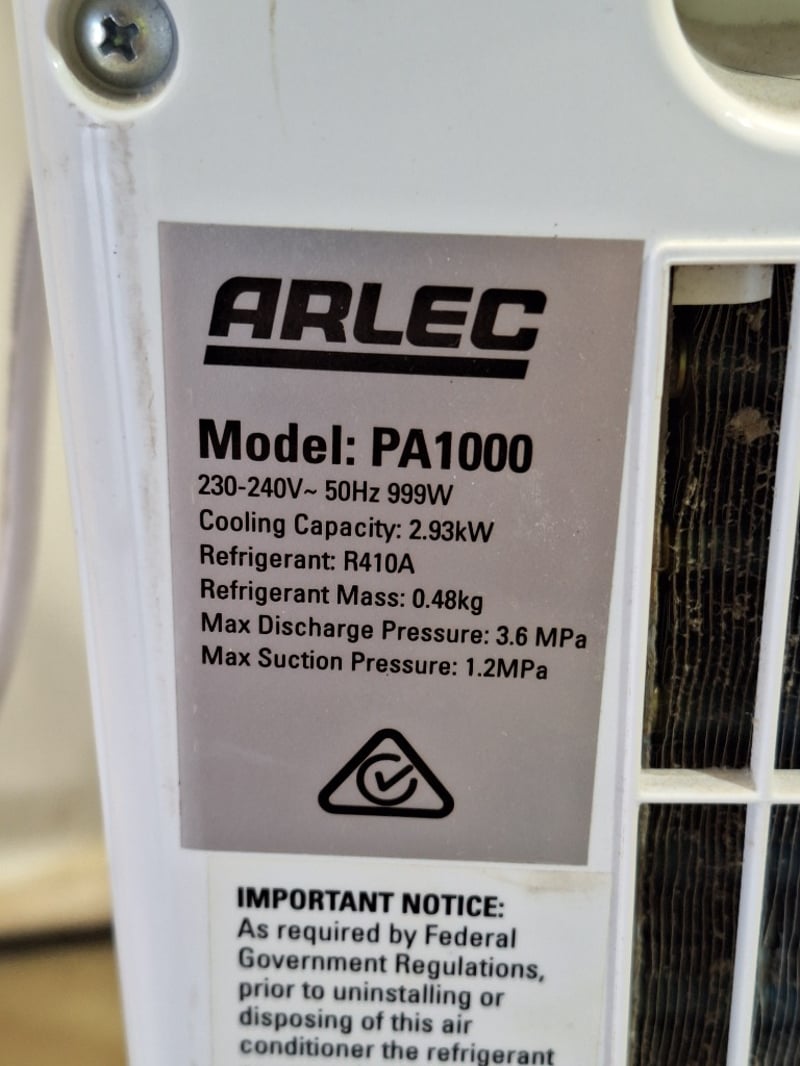 ARLEC
Model: PA1000
230-240V~ 50Hz 999W
Cooling Capacity: 2.93kW
Refrigerant: R410A
Refrigerant Mass: 0.48kg
Max Discharge Pressure: 3.6 MPa
Max Suction Pressure: 1.2MPa
IMPORTANT NOTICE:
As required by Federal
Government Regulations,
prior to uninstalling or
disposing of this air
conditioner the refrigerant